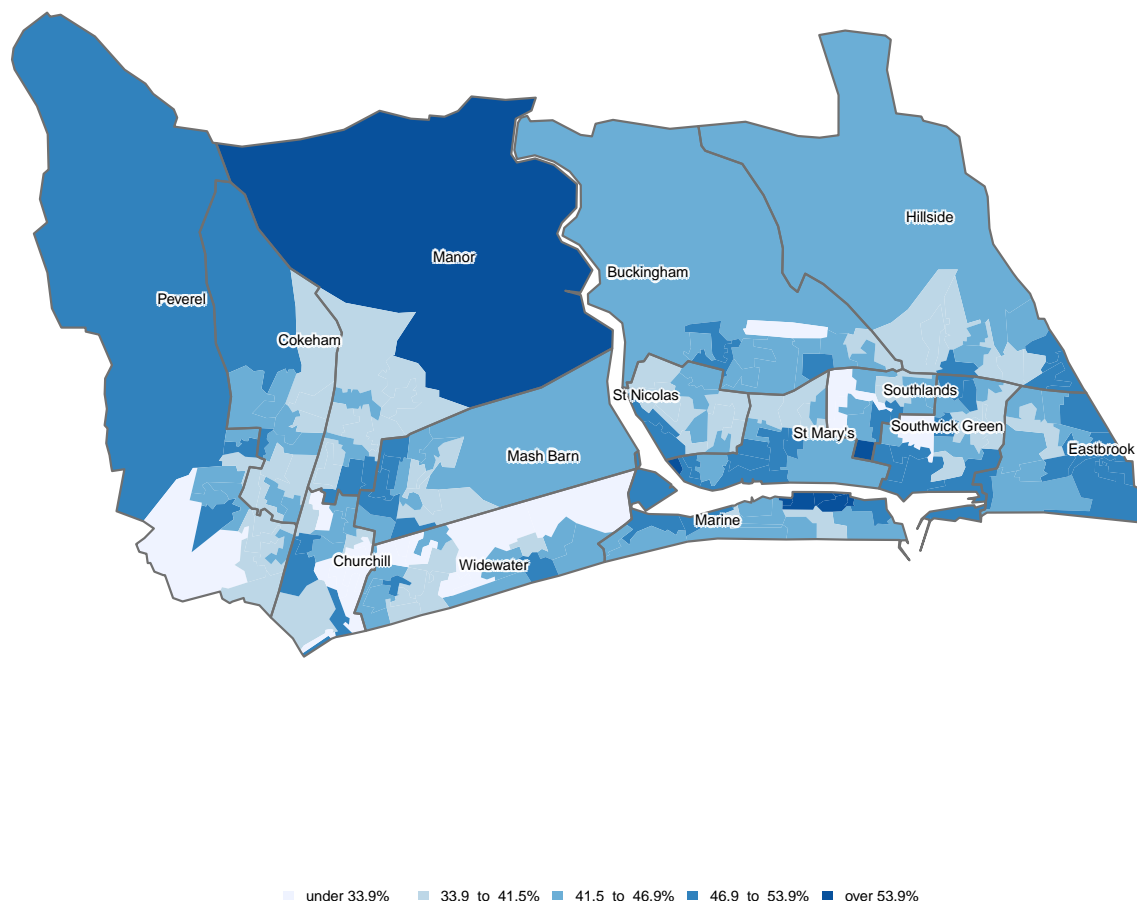 Hillside
Manor
Buckingham
Peverel
Cokeham
Southlands
St Nicolas
Southwick Green
St Mary's
Eastbrook
Mash Barn
Marine
Churchill
Widewater
under 33.9% 33.9 to 41.5% 41.5 to 46.9% 46.9 to 53.9% over 53.9%